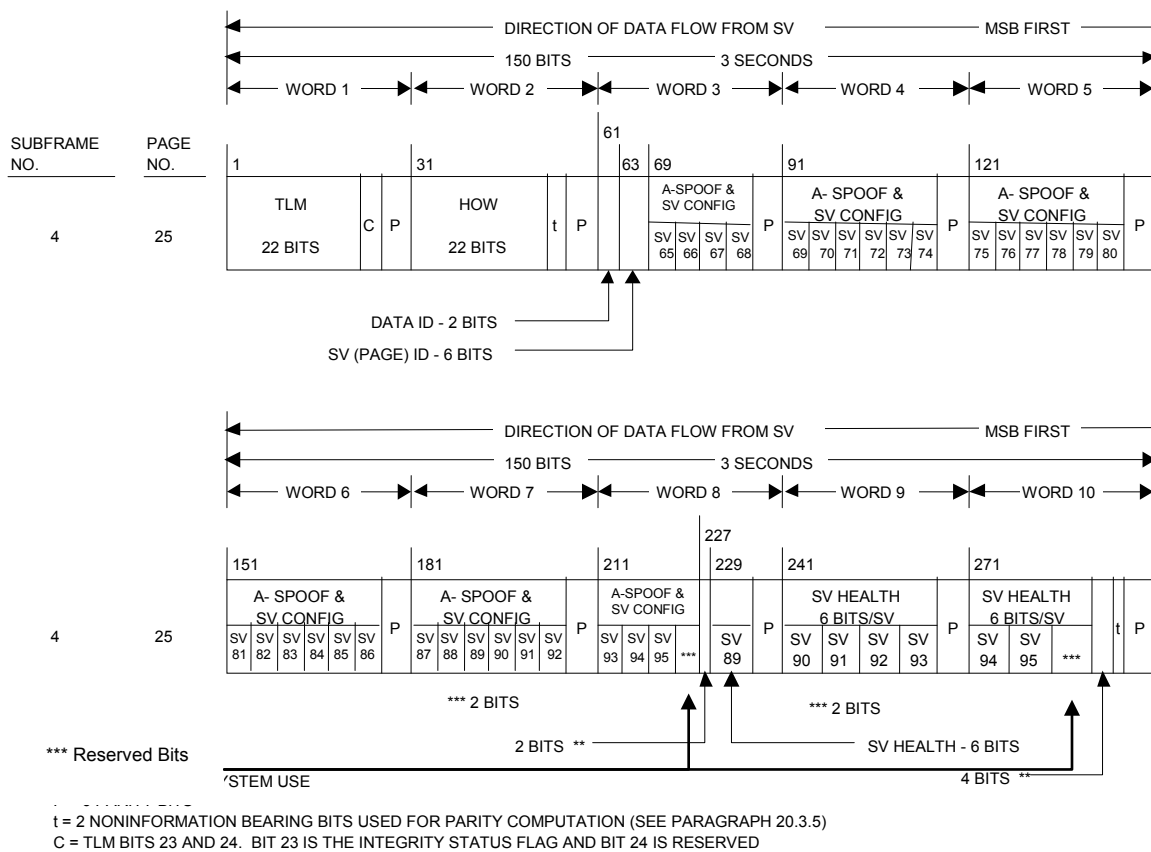 DIRECTION OF DATA FLOW FROM SV MSB FIRST
150 BITS 3 SECONDS
WORD 1 WORD 2 WORD 3 WORD 4 WORD 5
SUBFRAME NO. PAGE NO.
1 31 61 63 69 91 121
4 25
TLM
22 BITS
C P
HOW
22 BITS
t P
A-SPOOF &
SV CONFIG
SV 65 SV 66 SV 67 SV 68
P
A- SPOOF &
SV CONFIG
SV 69 SV 70 SV 71 SV 72 SV 73 SV 74
P
A- SPOOF &
SV CONFIG
SV 75 SV 76 SV 77 SV 78 SV 79 SV 80
P
DATA ID - 2 BITS
SV (PAGE) ID - 6 BITS
DIRECTION OF DATA FLOW FROM SV MSB FIRST
150 BITS 3 SECONDS
WORD 6 WORD 7 WORD 8 WORD 9 WORD 10
151 181 211 227 229 241 271
4 25
A- SPOOF &
SV CONFIG
SV 81 SV 82 SV 83 SV 84 SV 85 SV 86
P
A- SPOOF &
SV CONFIG
SV 87 SV 88 SV 89 SV 90 SV 91 SV 92
P
A-SPOOF &
SV CONFIG
SV 93 SV 94 SV 95 ***
SV 89
P
SV HEALTH
6 BITS/SV
SV 90 SV 91 SV 92 SV 93
P
SV HEALTH
6 BITS/SV
SV 94 SV 95 ***
t P
*** 2 BITS *** 2 BITS
2 BITS ** SV HEALTH - 6 BITS
*** Reserved Bits
YSTEM USE 4 BITS **
t = 2 NONINFORMATION BEARING BITS USED FOR PARITY COMPUTATION (SEE PARAGRAPH 20.3.5)
C = TLM BITS 23 AND 24. BIT 23 IS THE INTEGRITY STATUS FLAG AND BIT 24 IS RESERVED